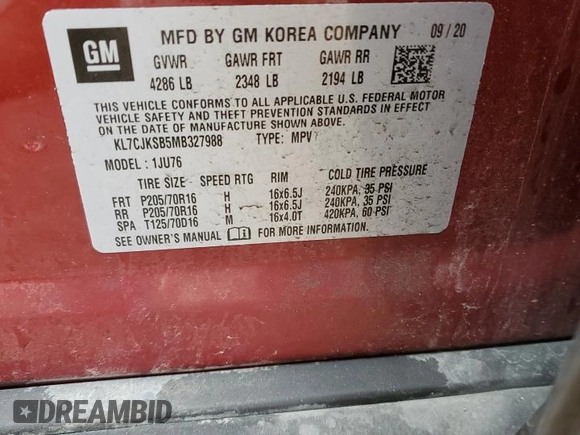 GM
MFD BY GM KOREA COMPANY 09/20
GVWR GAWR FRT GAWR RR
4286 LB 2348 LB 2194 LB
THIS VEHICLE CONFORMS TO ALL APPLICABLE U.S. FEDERAL MOTOR
VEHICLE SAFETY AND THEFT PREVENTION STANDARDS IN EFFECT
ON THE DATE OF MANUFACTURE SHOWN ABOVE.
KL7CJKSB5MB327988 TYPE: MPV
MODEL : 1JU76
TIRE SIZE SPEED RTG RIM COLD TIRE PRESSURE
FRT P205/70R16 H 16x6.5J 240KPA, 35 PSI
RR P205/70R16 H 16x6.5J 240KPA, 35 PSI
SPA T125/70D16 M 16x4.0T 420KPA, 60 PSI
SEE OWNER'S MANUAL FOR MORE INFORMATION.
DREAMBID